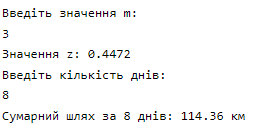 Введіть значення m:
3
Значення z: 0.4472
Введіть кількість днів:
8
Сумарний шлях за 8 днів: 114.36 км